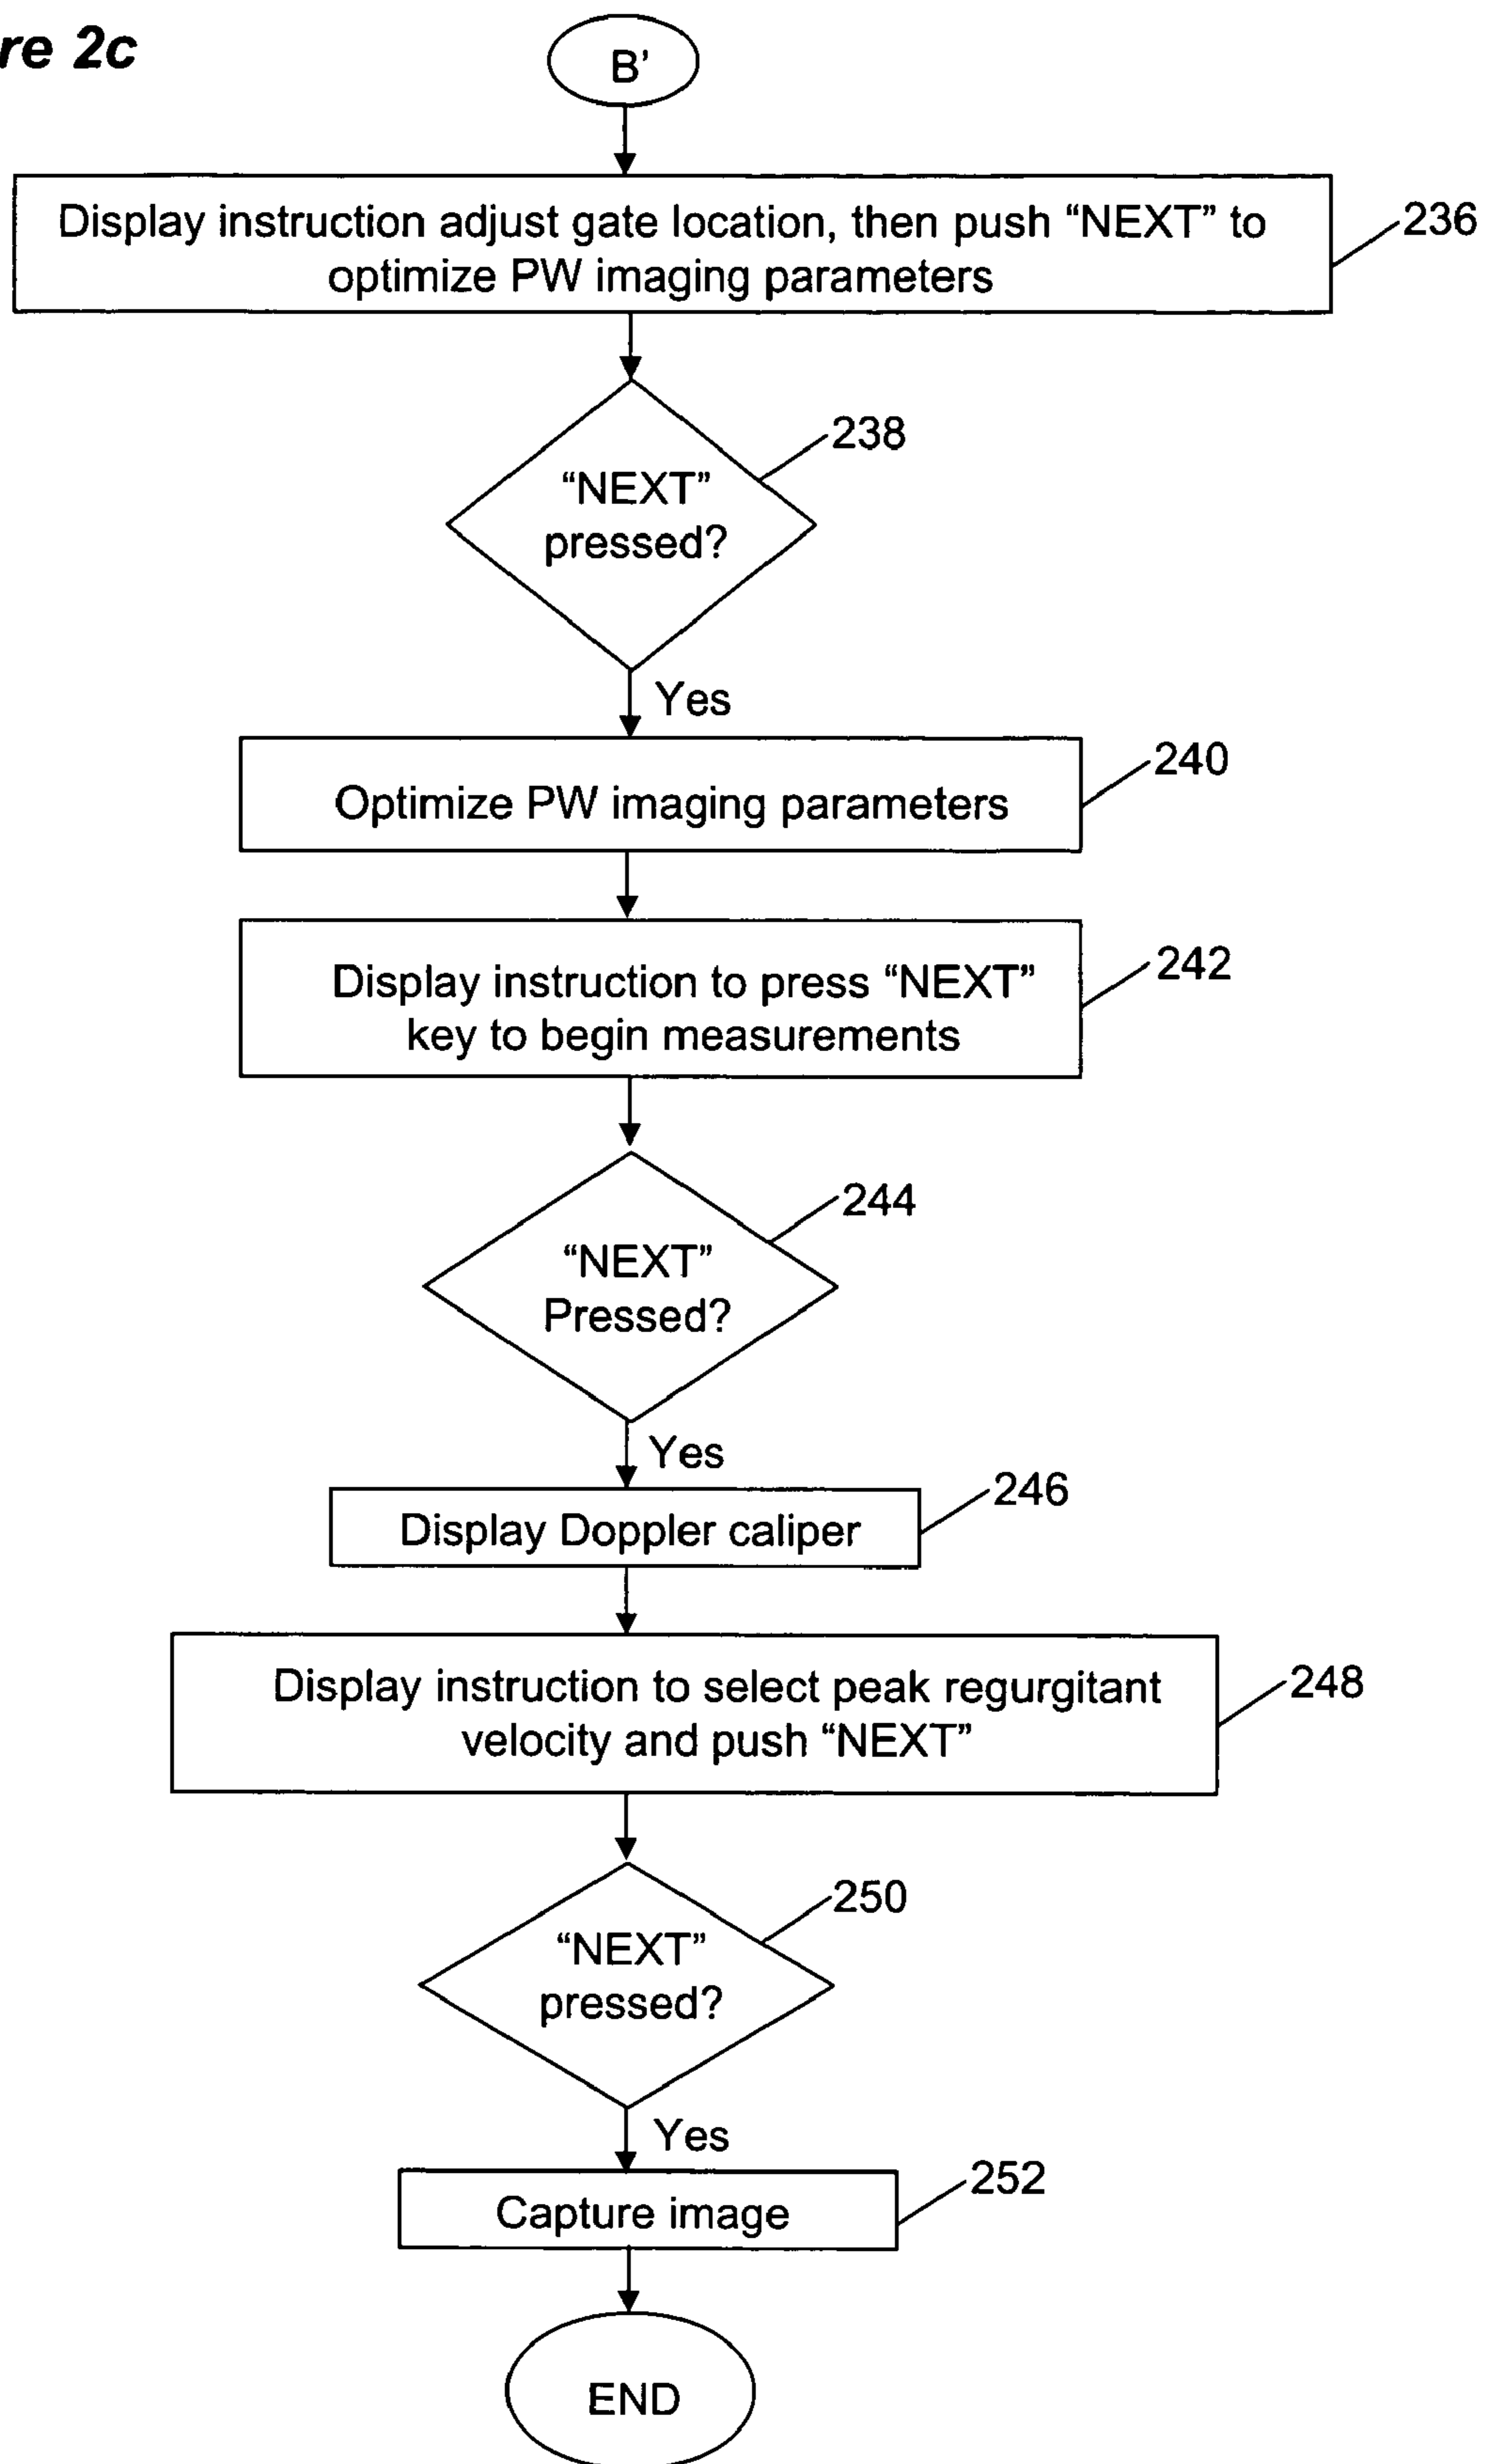 re 2c
B’
Display instruction adjust gate location, then push “NEXT” to
optimize PW imaging parameters
236
“NEXT”
pressed?
238
Yes
Optimize PW imaging parameters
240
Display instruction to press “NEXT”
key to begin measurements
242
“NEXT”
Pressed?
244
Yes
Display Doppler caliper
246
Display instruction to select peak regurgitant
velocity and push “NEXT”
248
“NEXT”
pressed?
250
Yes
Capture image
252
END